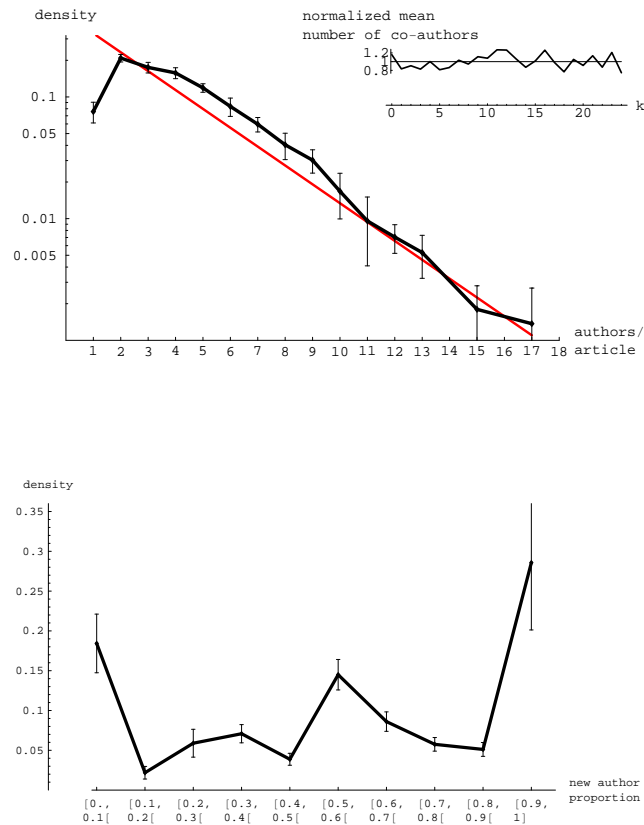 density
normalized mean
number of co-authors
1.2
1
0.8
0 5 10 15 20 k
0.1
0.05
0.01
0.005
authors/
article
1 2 3 4 5 6 7 8 9 10 11 12 13 14 15 16 17 18
density
0.35
0.3
0.25
0.2
0.15
0.1
0.05
new author
proportion
[0., [0.1, [0.2, [0.3, [0.4, [0.5, [0.6, [0.7, [0.8, [0.9,
0.1[ 0.2[ 0.3[ 0.4[ 0.5[ 0.6[ 0.7[ 0.8[ 0.9[ 1]